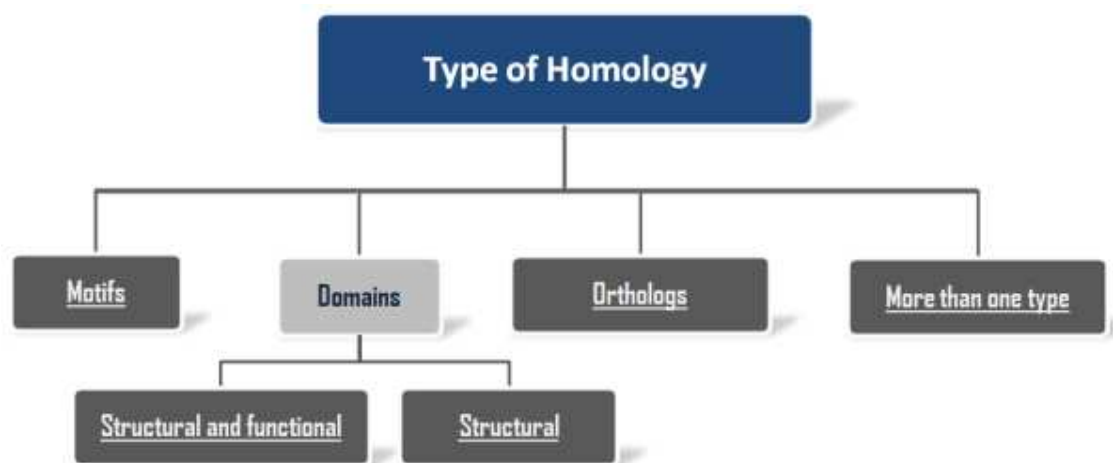 Type of Homology
Motifs
Domains
Orthologs
More than one type
Structural and functional
Structural